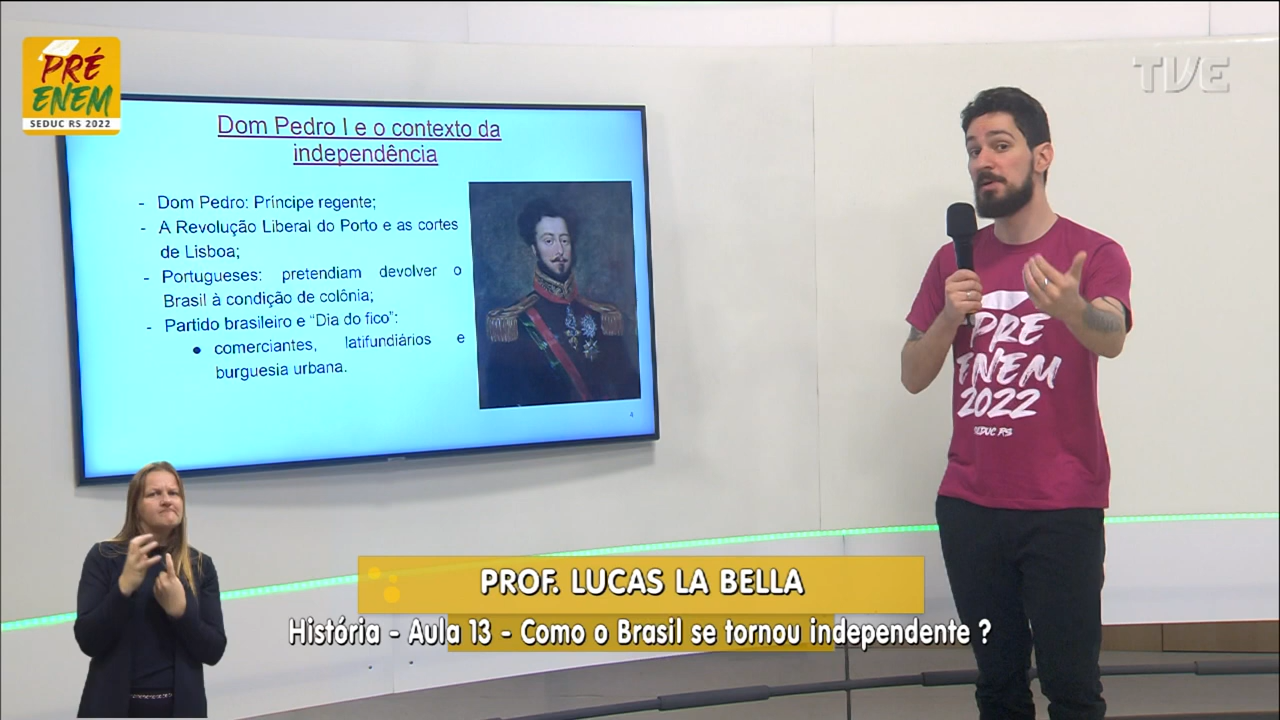 PRÉ
ENEM
SEDUC RS 2022
TVE
Dom Pedro I e o contexto da
independência
- Dom Pedro: Príncipe regente;
- A Revolução Liberal do Porto e as cortes
de Lisboa;
- Portugueses: pretendiam devolver o
Brasil à condição de colônia;
- Partido brasileiro e “Dia do fico”:
● comerciantes, latifundiários e
burguesia urbana.
4
PRÉ
ENEM
2022
SEDUC RS
PROF. LUCAS LA BELLA
História - Aula 13 - Como o Brasil se tornou independente ?